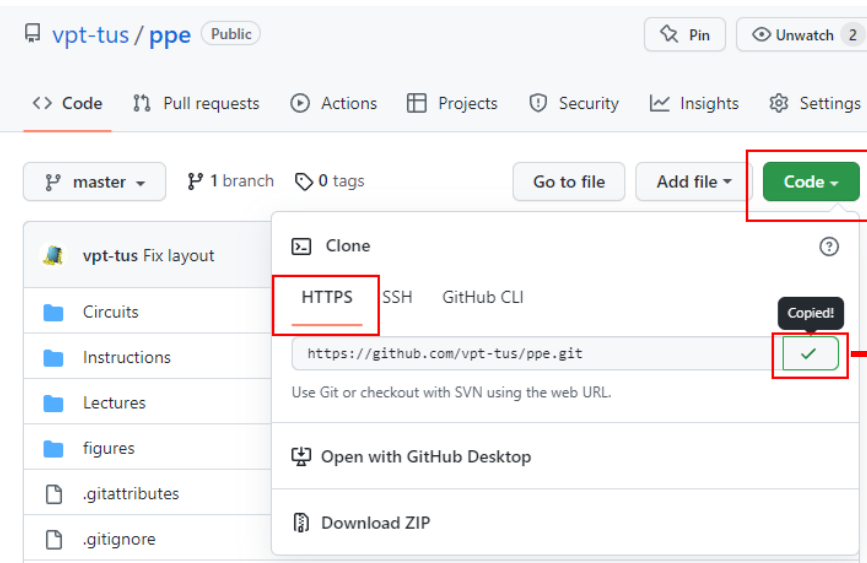 vpt-tus / ppe Public Pin Unwatch 2
Code Pull requests Actions Projects Security Insights Settings
master 1 branch 0 tags Go to file Add file Code
vpt-tus Fix layout
Clone
HTTPS SSH GitHub CLI
Copied!
https://github.com/vpt-tus/ppe.git
Use Git or checkout with SVN using the web URL.
Open with GitHub Desktop
Download ZIP
Circuits
Instructions
Lectures
figures
.gitattributes
.gitignore